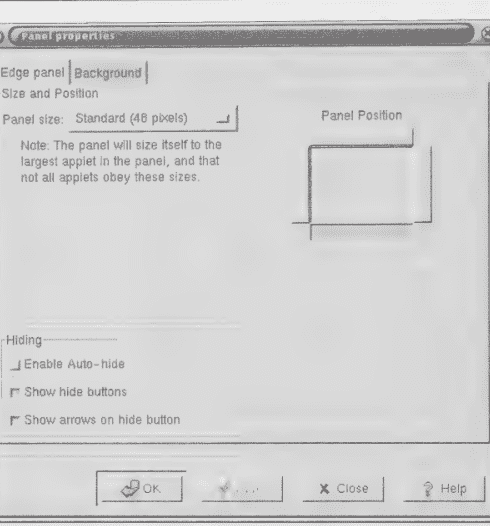 Panel properties
Edge panel Background
Size and Position
Panel size: Standard (48 pixels)
Panel Position
Note: The panel will size itself to the
largest applet in the panel, and that
not all applets obey these sizes.
Hiding
Enable Auto-hide
Show hide buttons
Show arrows on hide button
OK
Close
Help